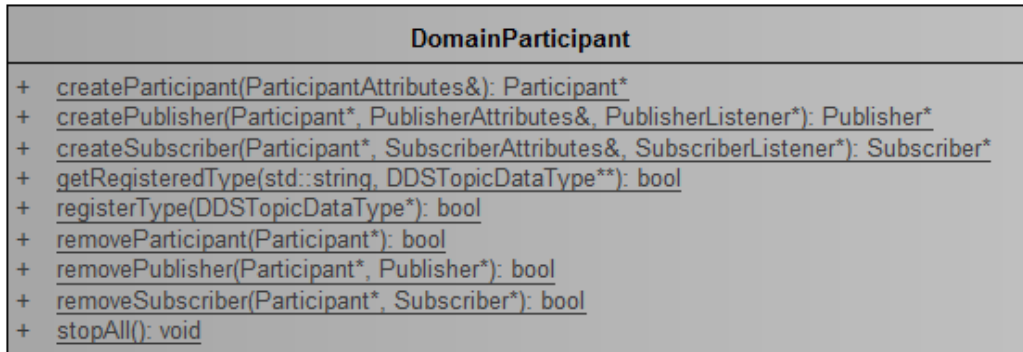 DomainParticipant
+ createParticipant(ParticipantAttributes&): Participant*
+ createPublisher(Participant*, PublisherAttributes&, PublisherListener*): Publisher*
+ createSubscriber(Participant*, SubscriberAttributes&, SubscriberListener*): Subscriber*
+ getRegisteredType(std::string, DDSTopicDataType**): bool
+ registerType(DDSTopicDataType*): bool
+ removeParticipant(Participant*): bool
+ removePublisher(Participant*, Publisher*): bool
+ removeSubscriber(Participant*, Subscriber*): bool
+ stopAll(): void